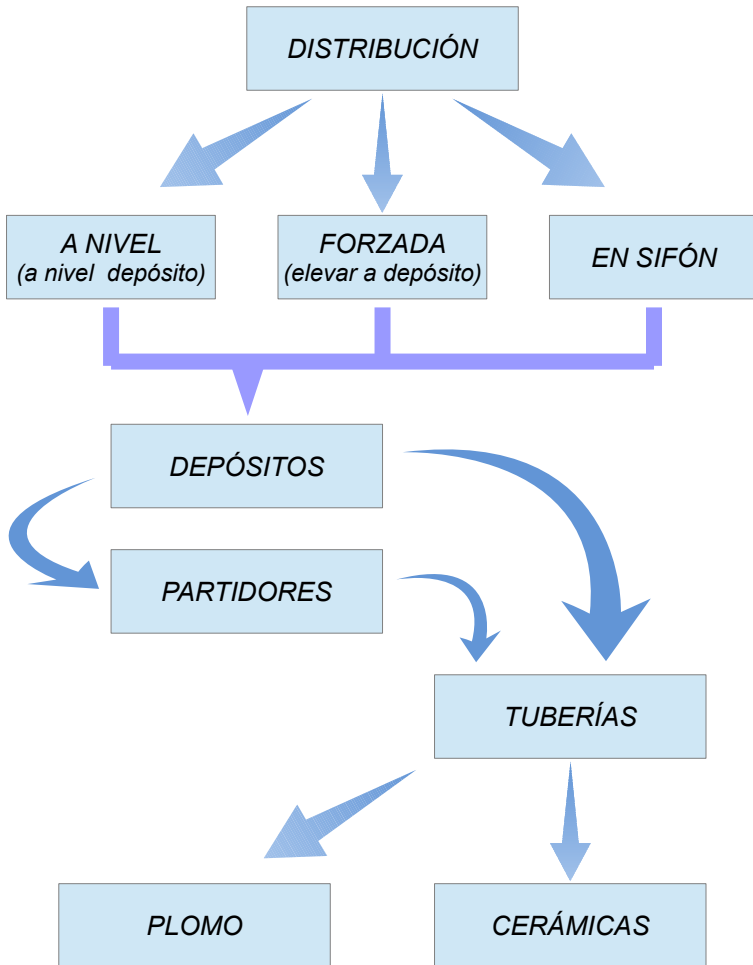 DISTRIBUCIÓN
A NIVEL
(a nivel depósito)
FORZADA
(elevar a depósito)
EN SIFÓN
DEPÓSITOS
PARTIDORES
TUBERÍAS
PLOMO
CERÁMICAS